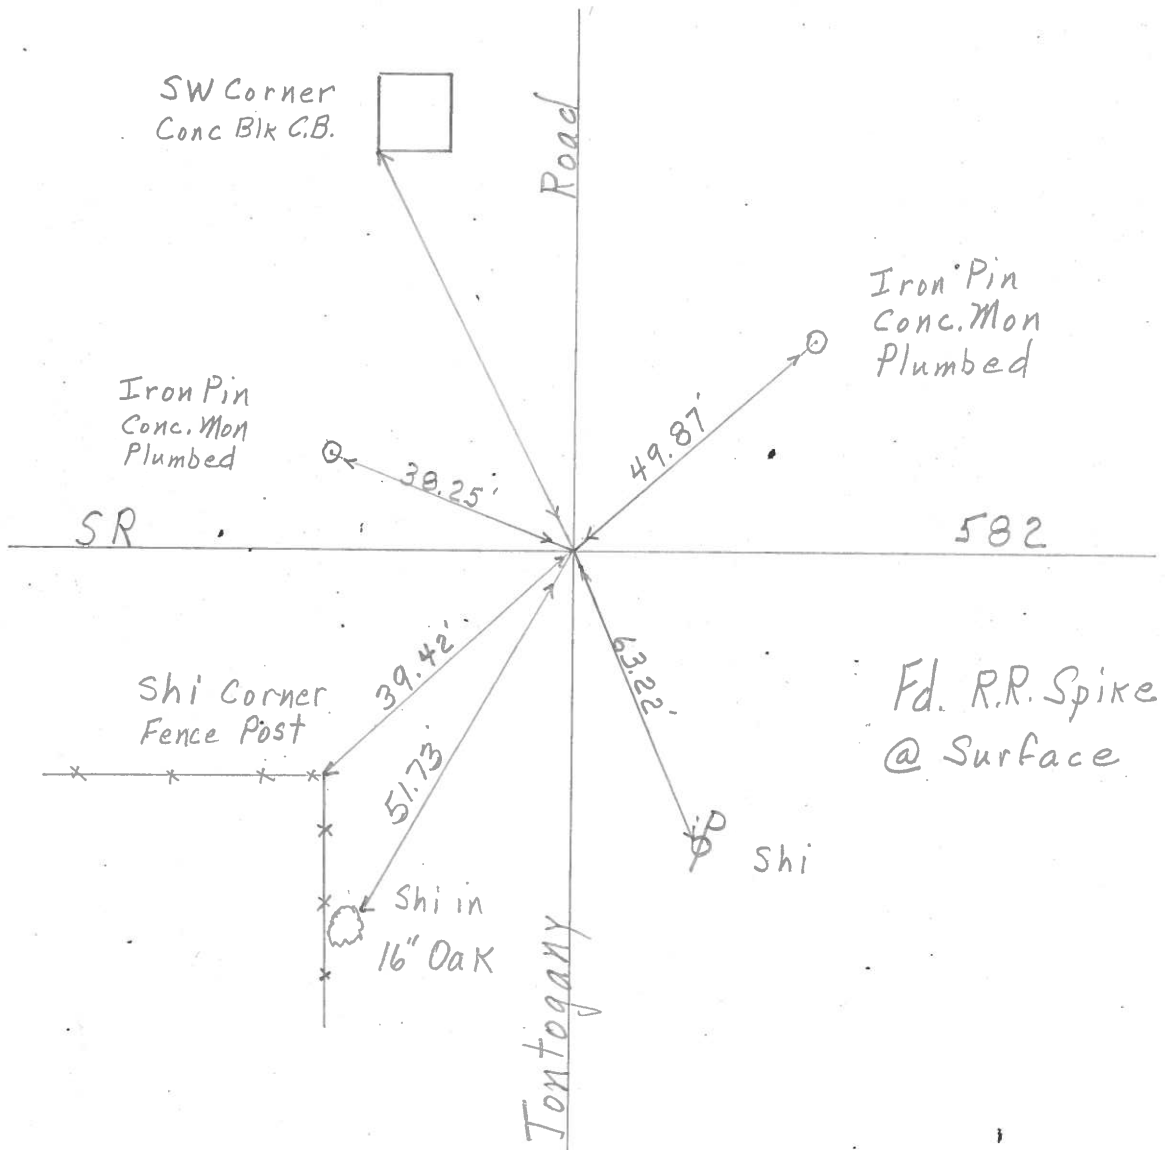 SW Corner
Conc Blk C.B.
Road
Iron Pin
Conc. Mon
Plumbed
Iron Pin
Conc. Mon
Plumbed
49.87'
38.25'
SR
582
39.42'
63.22'
Shi Corner
Fence Post
Fd. R.R. Spike
@ Surface
51.73'
P
Shi
Shi in
16" Oak
Tontogany